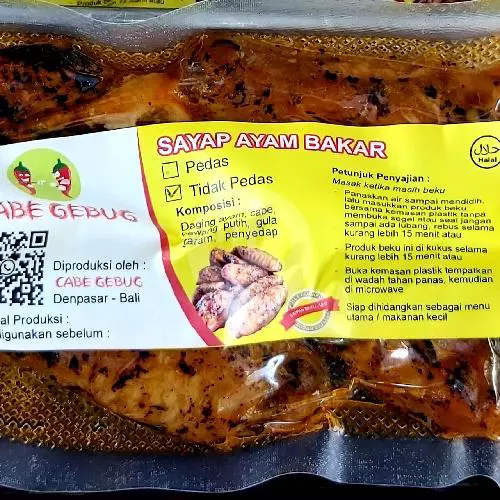 SAYAP AYAM BAKAR
Pedas
Tidak Pedas
Komposisi :
Daging ayam, cabe,
bawang putih, gula
garam, penyedap
CABE GEBUG
Diproduksi oleh :
CABE GEBUG
Denpasar - Bali
al Produksi :
igunakan sebelum :
Halal
Petunjuk Penyajian :
Masak ketika masih beku
- Panaskan air sampai mendidih,
lalu masukkan produk beku
bersama kemasan plastik tanpa
membuka segel atau seal jangan
sampai ada lubang, rebus selama
kurang lebih 15 menit atau
- Produk beku ini di kukus selama
kurang lebih 15 menit atau
- Buka kemasan plastik tempatkan
di wadah tahan panas, kemudian
di microwave
Siap dihidangkan sebagai menu
utama / makanan kecil